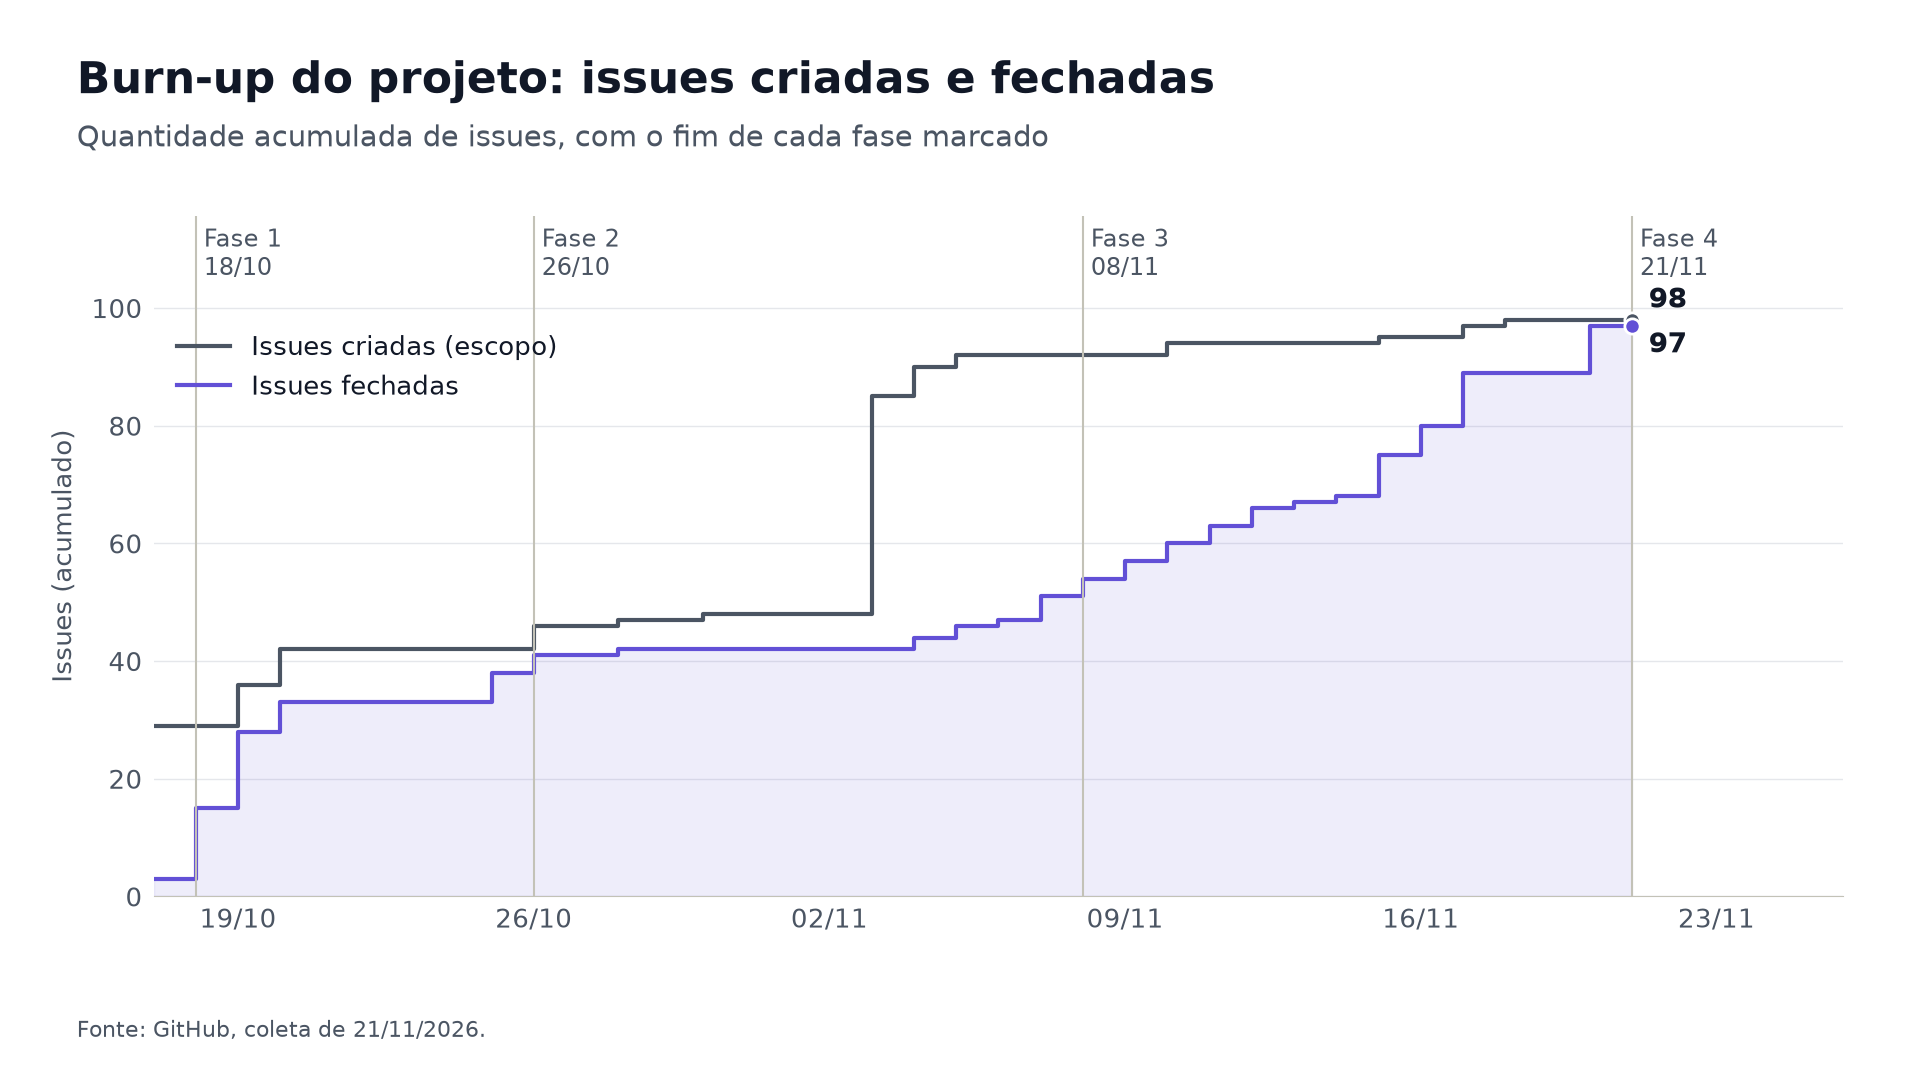 Burn-up do projeto: issues criadas e fechadas
Quantidade acumulada de issues, com o fim de cada fase marcado
Fase 1
18/10
Fase 2
26/10
Fase 3
08/11
Fase 4
21/11
98
97
Issues criadas (escopo)
Issues fechadas
Issues (acumulado)
100
80
60
40
20
0
19/10
26/10
02/11
09/11
16/11
23/11
Fonte: GitHub, coleta de 21/11/2026.